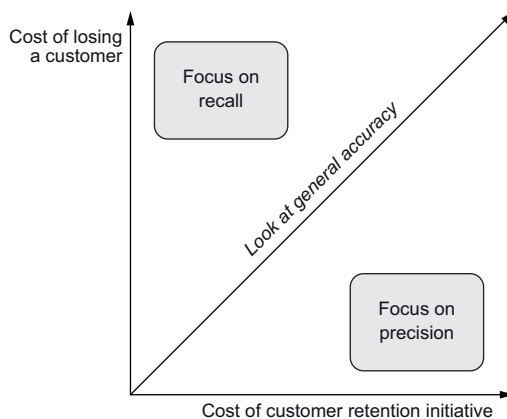 Cost of losing
a customer
Focus on
recall
Look at general accuracy
Focus on
precision
Cost of customer retention initiative